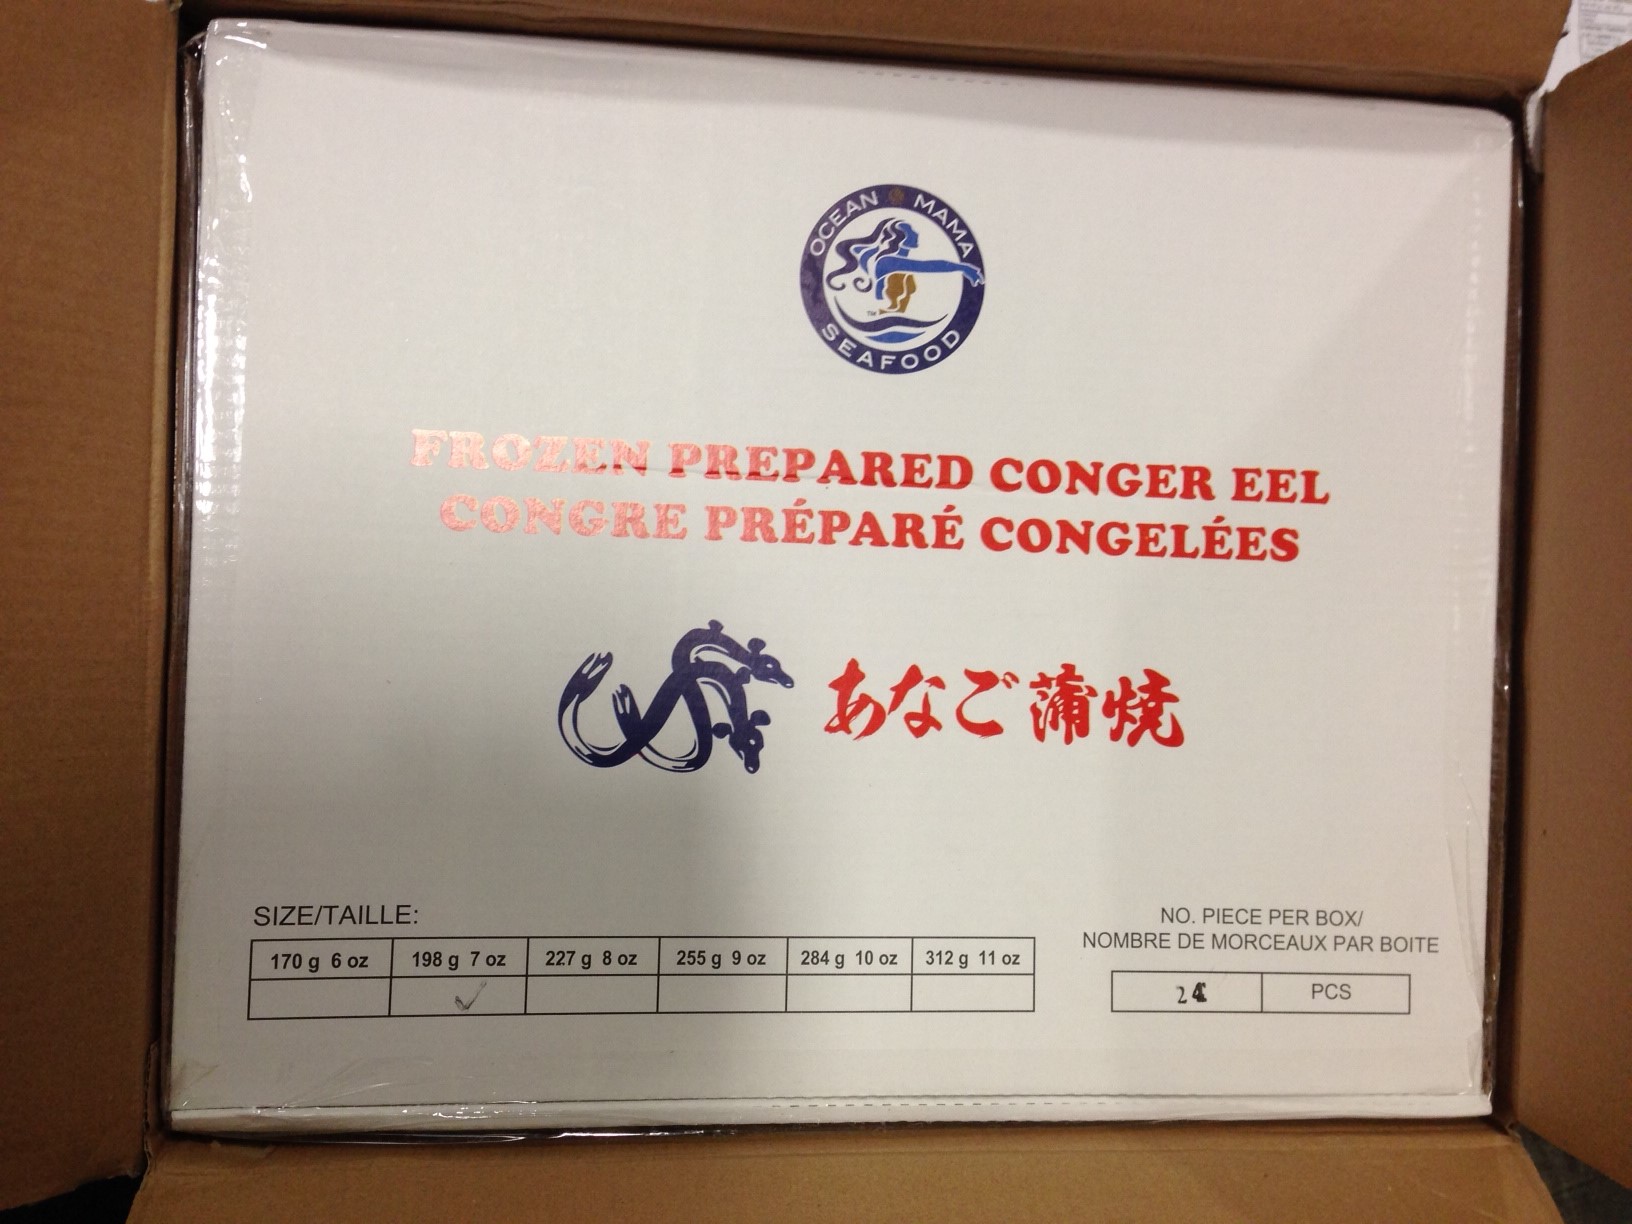 OCEAN MAMA
SEAFOOD
TM
FROZEN PREPARED CONGER EEL
CONGRE PRÉPARÉ CONGELÉES
あなご蒲焼
SIZE/TAILLE:
170 g 6 oz 198 g 7 oz 227 g 8 oz 255 g 9 oz 284 g 10 oz 312 g 11 oz
NO. PIECE PER BOX/
NOMBRE DE MORCEAUX PAR BOITE
PCS